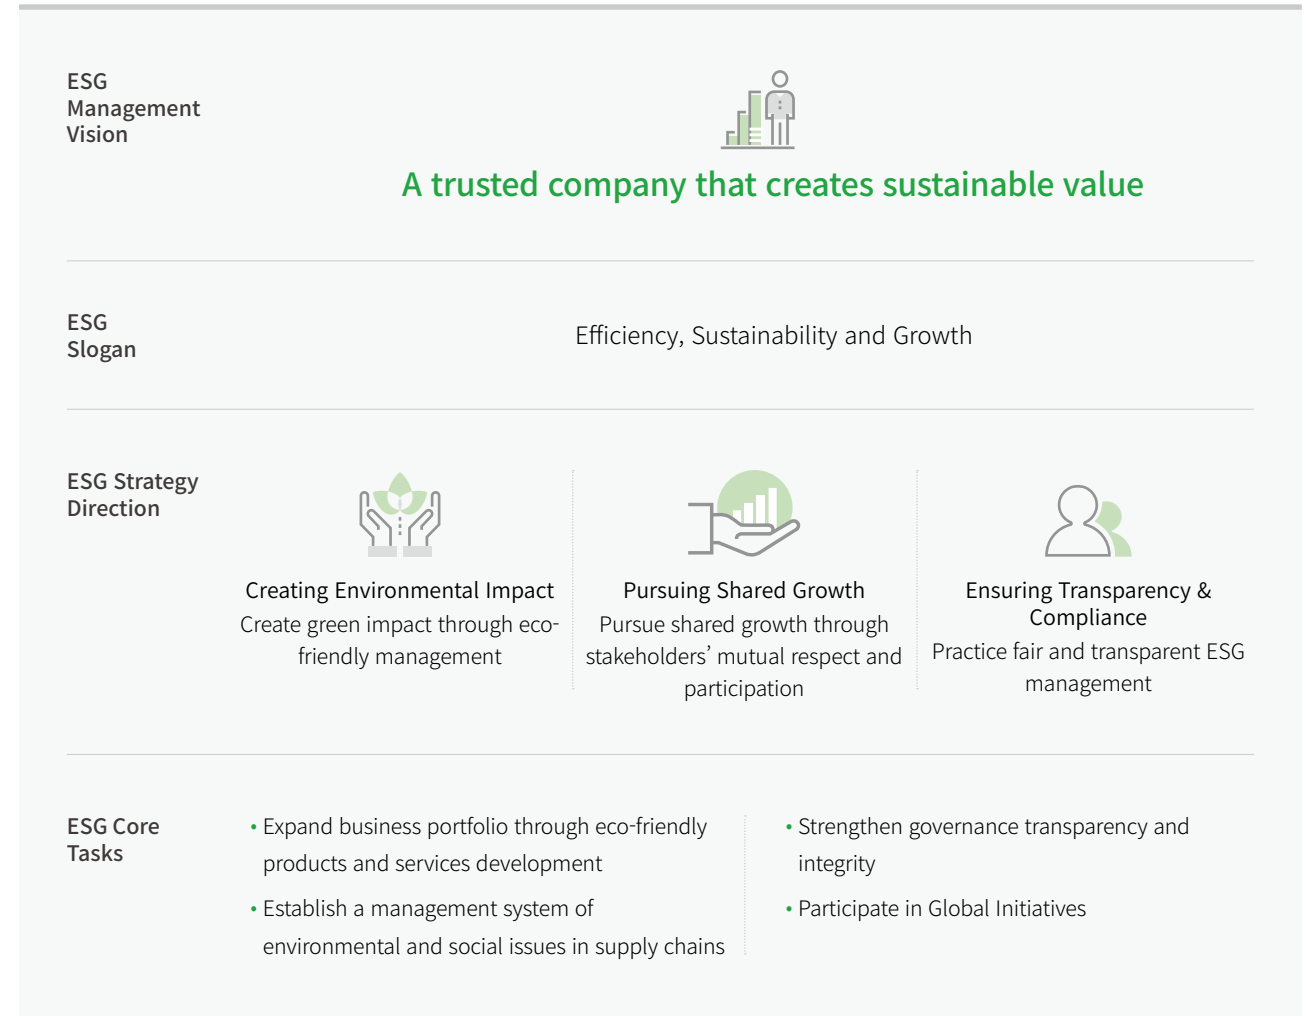 ESG
Management
Vision
A trusted company that creates sustainable value
ESG
Slogan
Efficiency, Sustainability and Growth
ESG Strategy
Direction
Creating Environmental Impact
Create green impact through eco-
friendly management
Pursuing Shared Growth
Pursue shared growth through
stakeholders’ mutual respect and
participation
Ensuring Transparency &
Compliance
Practice fair and transparent ESG
management
ESG Core
Tasks
• Expand business portfolio through eco-friendly
products and services development
• Establish a management system of
environmental and social issues in supply chains
• Strengthen governance transparency and
integrity
• Participate in Global Initiatives